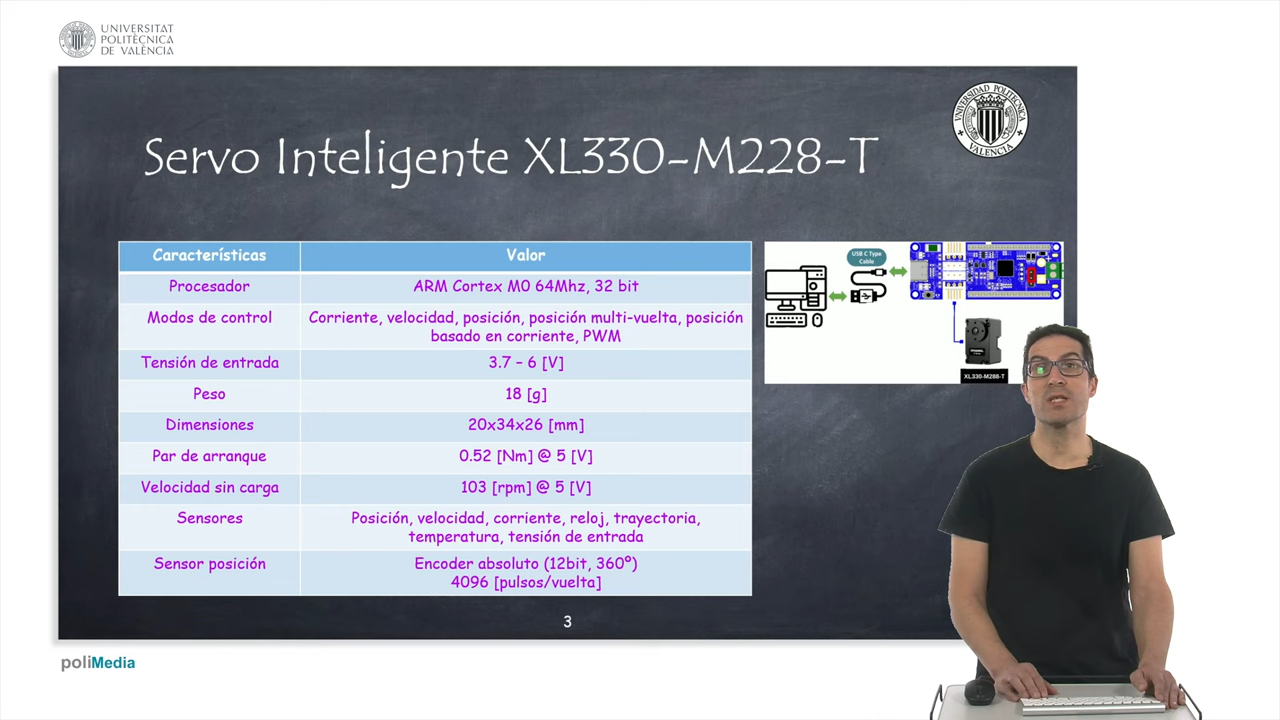 UNIVERSITAT
POLITÈCNICA
DE VALÈNCIA
UNIVERSIDAD POLITECNICA
VALENCIA
Servo Inteligente XL330-M228-T
Características Valor
Procesador ARM Cortex M0 64Mhz, 32 bit
Modos de control Corriente, velocidad, posición, posición multi-vuelta, posición
basado en corriente, PWM
Tensión de entrada 3.7 – 6 [V]
Peso 18 [g]
Dimensiones 20x34x26 [mm]
Par de arranque 0.52 [Nm] @ 5 [V]
Velocidad sin carga 103 [rpm] @ 5 [V]
Sensores Posición, velocidad, corriente, reloj, trayectoria,
temperatura, tensión de entrada
Sensor posición Encoder absoluto (12bit, 360º)
4096 [pulsos/vuelta]
USB C Type
Cable
XL330-M288-T
3
poliMedia